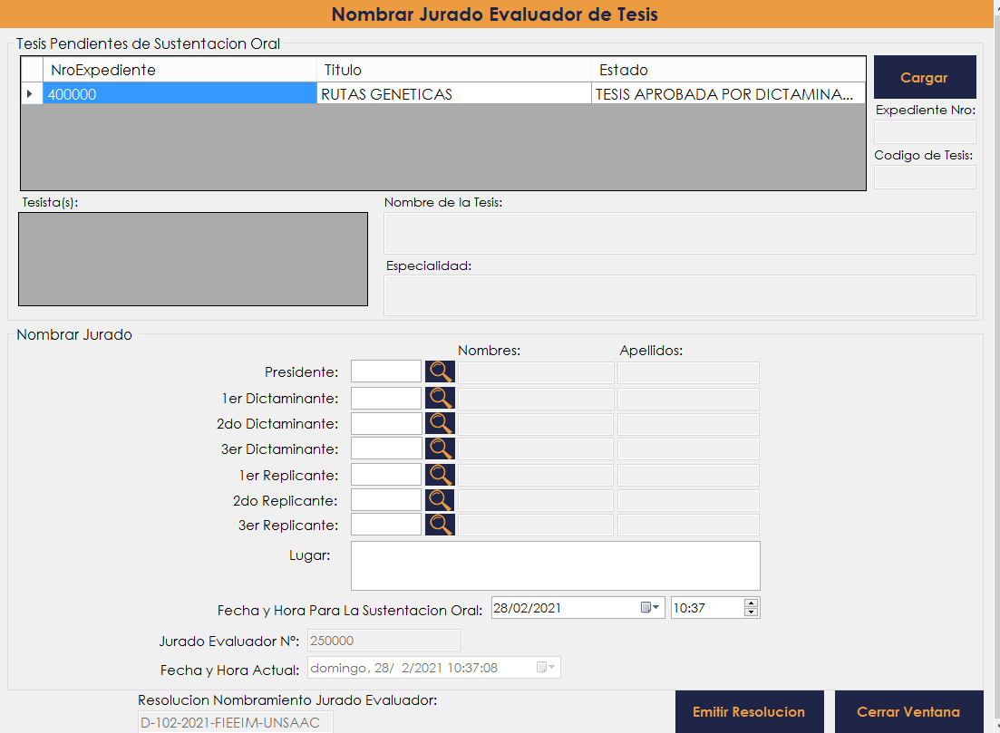 Nombrar Jurado Evaluador de Tesis
Tesis Pendientes de Sustentacion Oral
NroExpediente Titulo Estado
400000 RUTAS GENETICAS TESIS APROBADA POR DICTAMINA...
Cargar
Expediente Nro:
Codigo de Tesis:
Tesista(s):
Nombre de la Tesis:
Especialidad:
Nombrar Jurado
Nombres: Apellidos:
Presidente:
1er Dictaminante:
2do Dictaminante:
3er Dictaminante:
1er Replicante:
2do Replicante:
3er Replicante:
Lugar:
Fecha y Hora Para La Sustentacion Oral: 28/02/2021 10:37
Jurado Evaluador Nº: 250000
Fecha y Hora Actual: domingo, 28/ 2/2021 10:37:08
Resolucion Nombramiento Jurado Evaluador:
D-102-2021-FIEEIM-UNSAAC
Emitir Resolucion
Cerrar Ventana